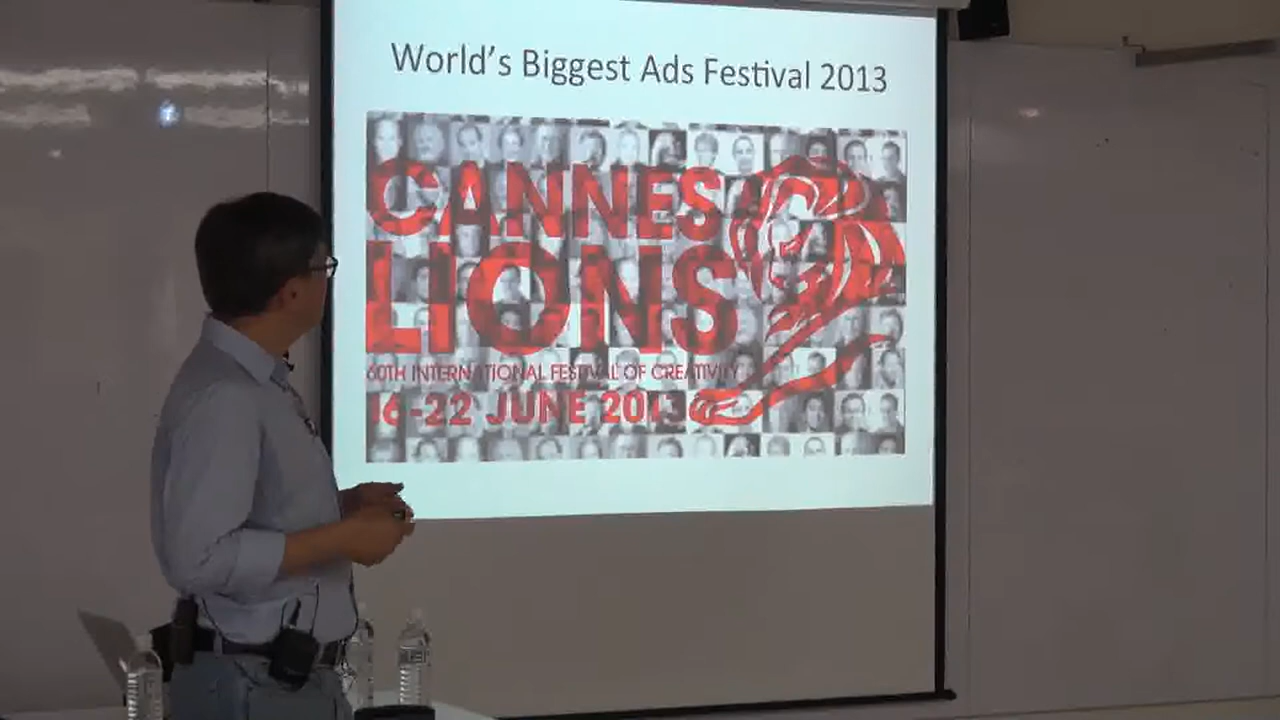 World's Biggest Ads Festival 2013
CANNES
LIONS
60TH INTERNATIONAL FESTIVAL OF CREATIVITY
16-22 JUNE 2013